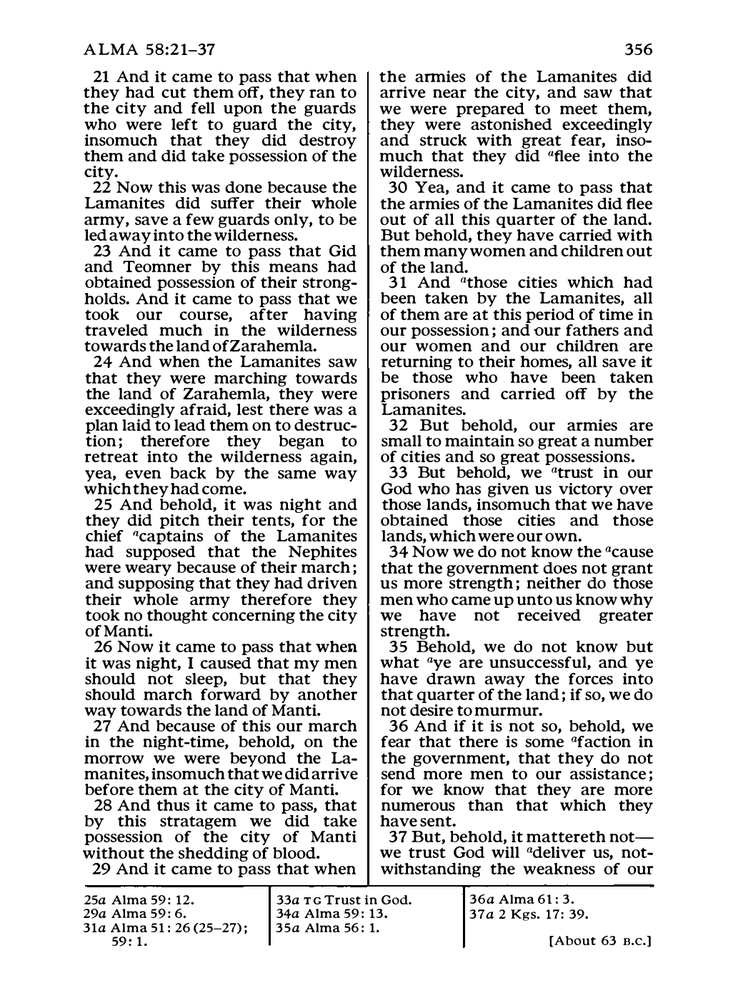 ALMA 58:21–37
356
21 And it came to pass that when
they had cut them off, they ran to
the city and fell upon the guards
who were left to guard the city,
insomuch that they did destroy
them and did take possession of the
city.
22 Now this was done because the
Lamanites did suffer their whole
army, save a few guards only, to be
led away into the wilderness.
23 And it came to pass that Gid
and Teomner by this means had
obtained possession of their strong-
holds. And it came to pass that we
took our course, after having
traveled much in the wilderness
towards the land of Zarahemla.
24 And when the Lamanites saw
that they were marching towards
the land of Zarahemla, they were
exceedingly afraid, lest there was a
plan laid to lead them on to destruc-
tion; therefore they began to
retreat into the wilderness again,
yea, even back by the same way
which they had come.
25 And behold, it was night and
they did pitch their tents, for the
chief acaptains of the Lamanites
had supposed that the Nephites
were weary because of their march;
and supposing that they had driven
their whole army therefore they
took no thought concerning the city
of Manti.
26 Now it came to pass that when
it was night, I caused that my men
should not sleep, but that they
should march forward by another
way towards the land of Manti.
27 And because of this our march
in the night-time, behold, on the
morrow we were beyond the La-
manites, insomuch that we did arrive
before them at the city of Manti.
28 And thus it came to pass, that
by this stratagem we did take
possession of the city of Manti
without the shedding of blood.
29 And it came to pass that when
the armies of the Lamanites did
arrive near the city, and saw that
we were prepared to meet them,
they were astonished exceedingly
and struck with great fear, inso-
much that they did aflee into the
wilderness.
30 Yea, and it came to pass that
the armies of the Lamanites did flee
out of all this quarter of the land.
But behold, they have carried with
them many women and children out
of the land.
31 And athose cities which had
been taken by the Lamanites, all
of them are at this period of time in
our possession; and our fathers and
our women and our children are
returning to their homes, all save it
be those who have been taken
prisoners and carried off by the
Lamanites.
32 But behold, our armies are
small to maintain so great a number
of cities and so great possessions.
33 But behold, we atrust in our
God who has given us victory over
those lands, insomuch that we have
obtained those cities and those
lands, which were our own.
34 Now we do not know the acause
that the government does not grant
us more strength; neither do those
men who came up unto us know why
we have not received greater
strength.
35 Behold, we do not know but
what aye are unsuccessful, and ye
have drawn away the forces into
that quarter of the land; if so, we do
not desire to murmur.
36 And if it is not so, behold, we
fear that there is some afaction in
the government, that they do not
send more men to our assistance;
for we know that they are more
numerous than that which they
have sent.
37 But, behold, it mattereth not—
we trust God will adeliver us, not-
withstanding the weakness of our
25a Alma 59: 12.
29a Alma 59: 6.
31a Alma 51: 26 (25–27);
59: 1.
33a TG Trust in God.
34a Alma 59: 13.
35a Alma 56: 1.
36a Alma 61: 3.
37a 2 Kgs. 17: 39.
[About 63 B.C.]